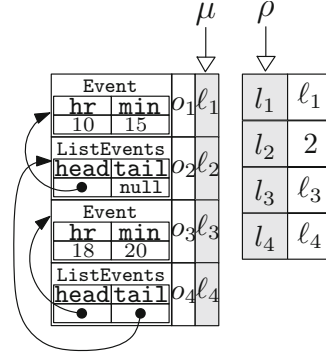 μ ρ
Event
hr min o₁ ℓ₁
10 15
ListEvents
head tail o₂ ℓ₂
null
Event
hr min o₃ ℓ₃
18 20
ListEvents
head tail o₄ ℓ₄
l₁ ℓ₁
l₂ 2
l₃ ℓ₃
l₄ ℓ₄